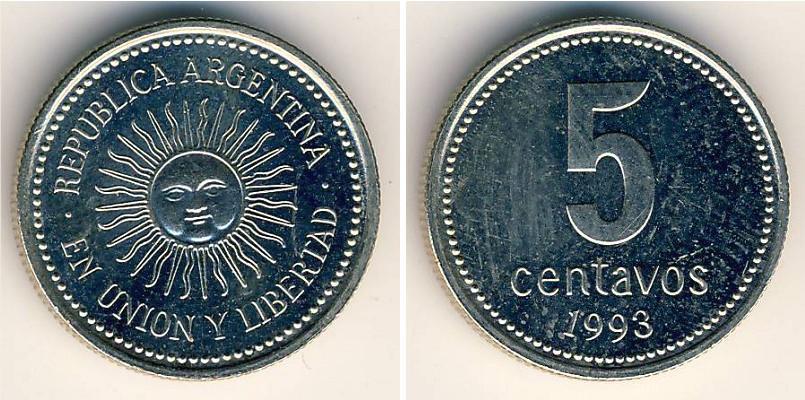 · REPUBLICA ARGENTINA ·
EN UNION Y LIBERTAD
5
centavos
1993